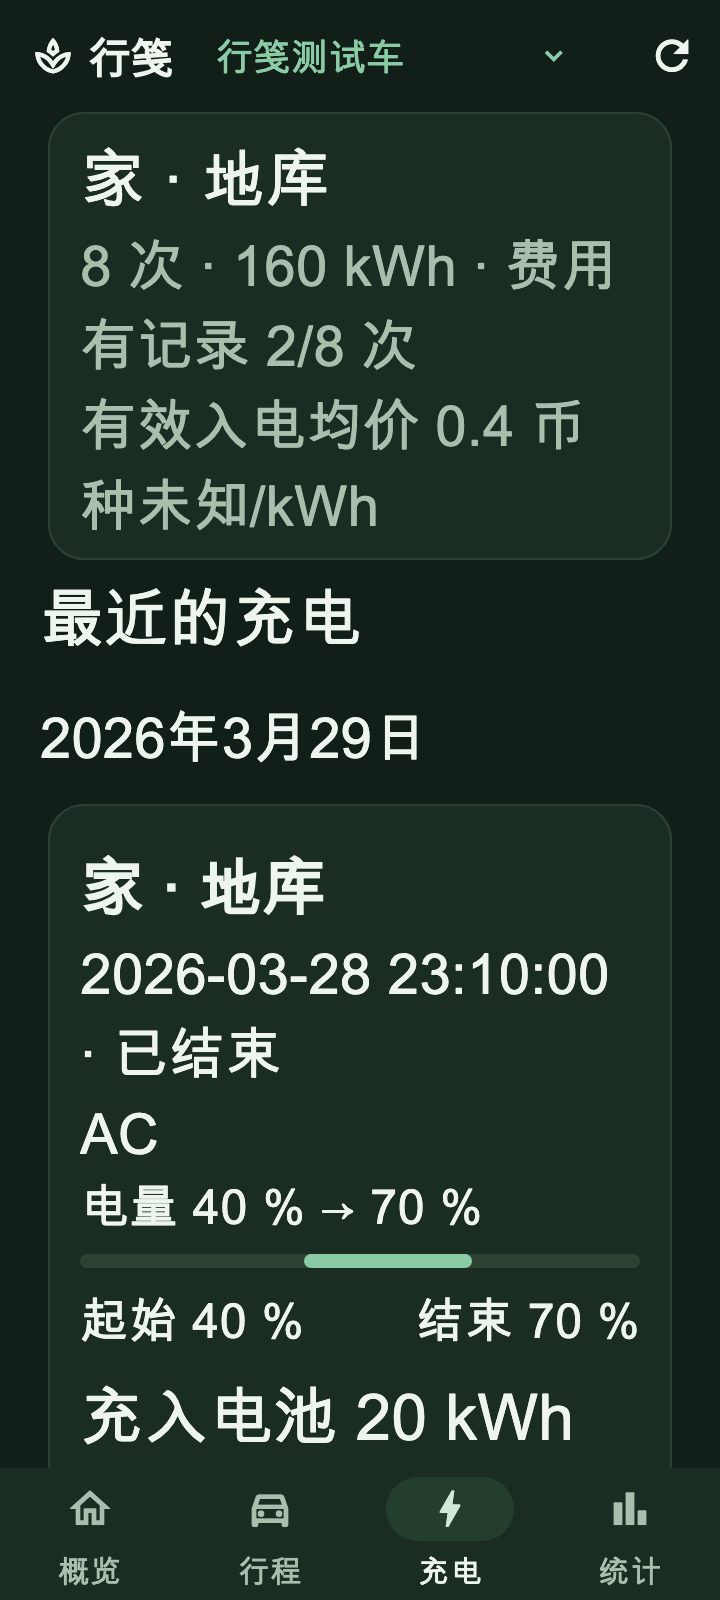 行笺 行笺测试车
家 · 地库
8 次 · 160 kWh · 费用
有记录 2/8 次
有效入电均价 0.4 币
种未知/kWh
最近的充电
2026年3月29日
家 · 地库
2026-03-28 23:10:00
· 已结束
AC
电量 40 % → 70 %
起始 40 % 结束 70 %
充入电池 20 kWh
概览 行程 充电 统计